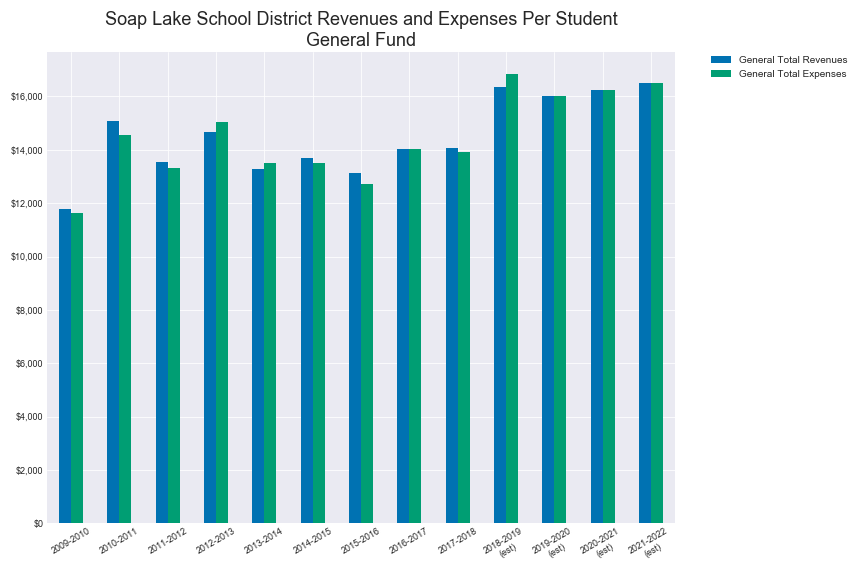 Soap Lake School District Revenues and Expenses Per Student
General Fund
General Total Revenues
General Total Expenses
$16,000
$14,000
$12,000
$10,000
$8,000
$6,000
$4,000
$2,000
$0
2009-2010
2010-2011
2011-2012
2012-2013
2013-2014
2014-2015
2015-2016
2016-2017
2017-2018
2018-2019
(est)
2019-2020
(est)
2020-2021
(est)
2021-2022
(est)